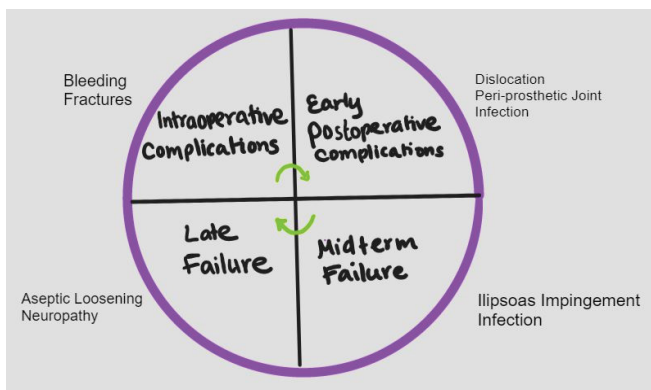 Bleeding
Fractures
Intraoperative
Complications
Early
Postoperative
Complications
Dislocation
Peri-prosthetic Joint
Infection
Late
Failure
Midterm
Failure
Aseptic Loosening
Neuropathy
Ilipsoas Impingement
Infection